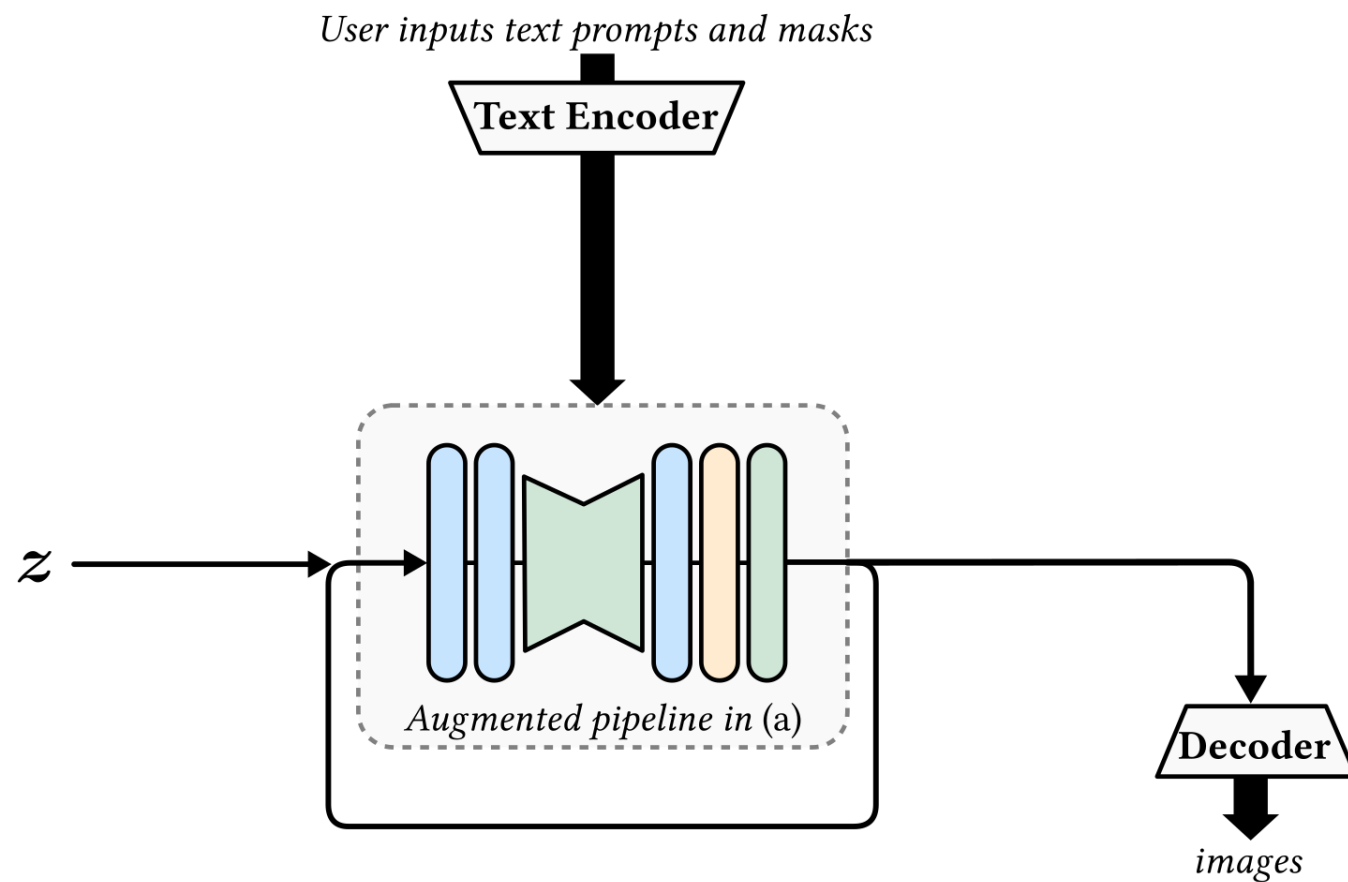 User inputs text prompts and masks
Text Encoder
z
Augmented pipeline in (a)
Decoder
images